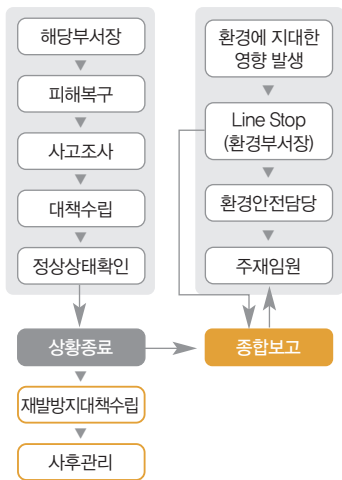 해당부서장
피해복구
사고조사
대책수립
정상상태확인
상황종료
재발방지대책수립
사후관리
환경에 지대한
영향 발생
Line Stop
(환경부서장)
환경안전담당
주재임원
종합보고